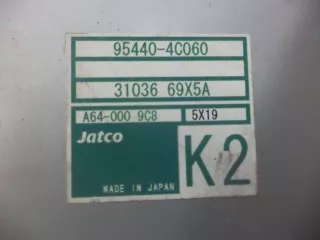 95440-4C060
31036 69X5A
A64-000 9C8 5X19
Jatco K2
MADE IN JAPAN